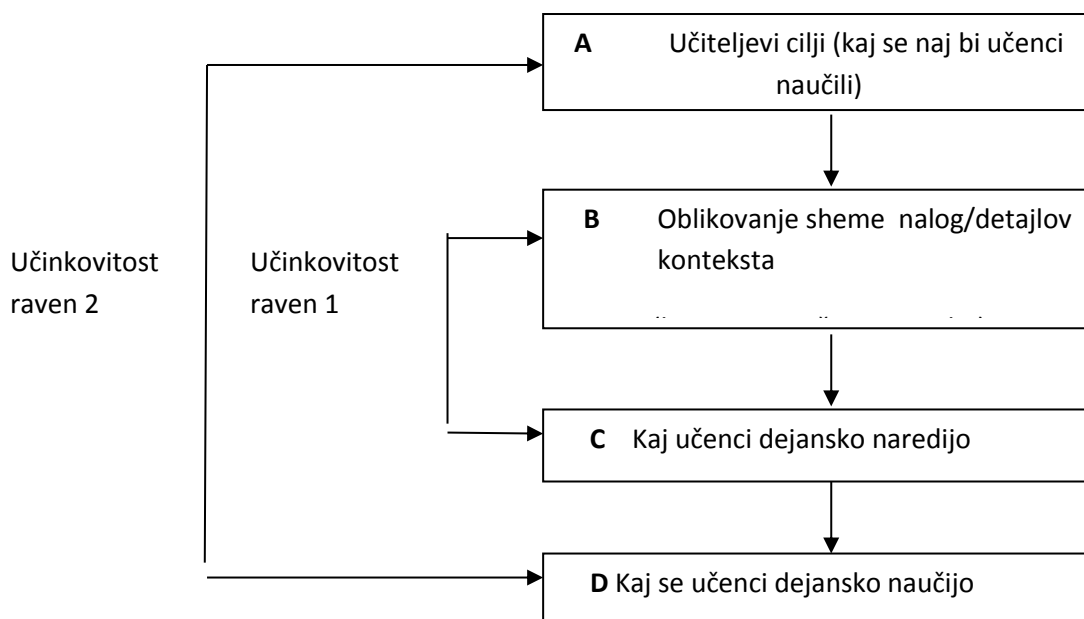 A Učiteljevi cilji (kaj se naj bi učenci
naučili)
B Oblikovanje sheme nalog/detajlov
konteksta
Učinkovitost
raven 2
Učinkovitost
raven 1
C Kaj učenci dejansko naredijo
D Kaj se učenci dejansko naučijo